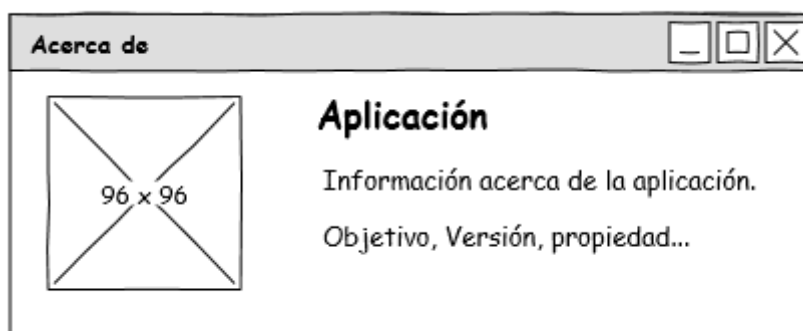 Acerca de
Aplicación
96 x 96
Información acerca de la aplicación.
Objetivo, Versión, propiedad...